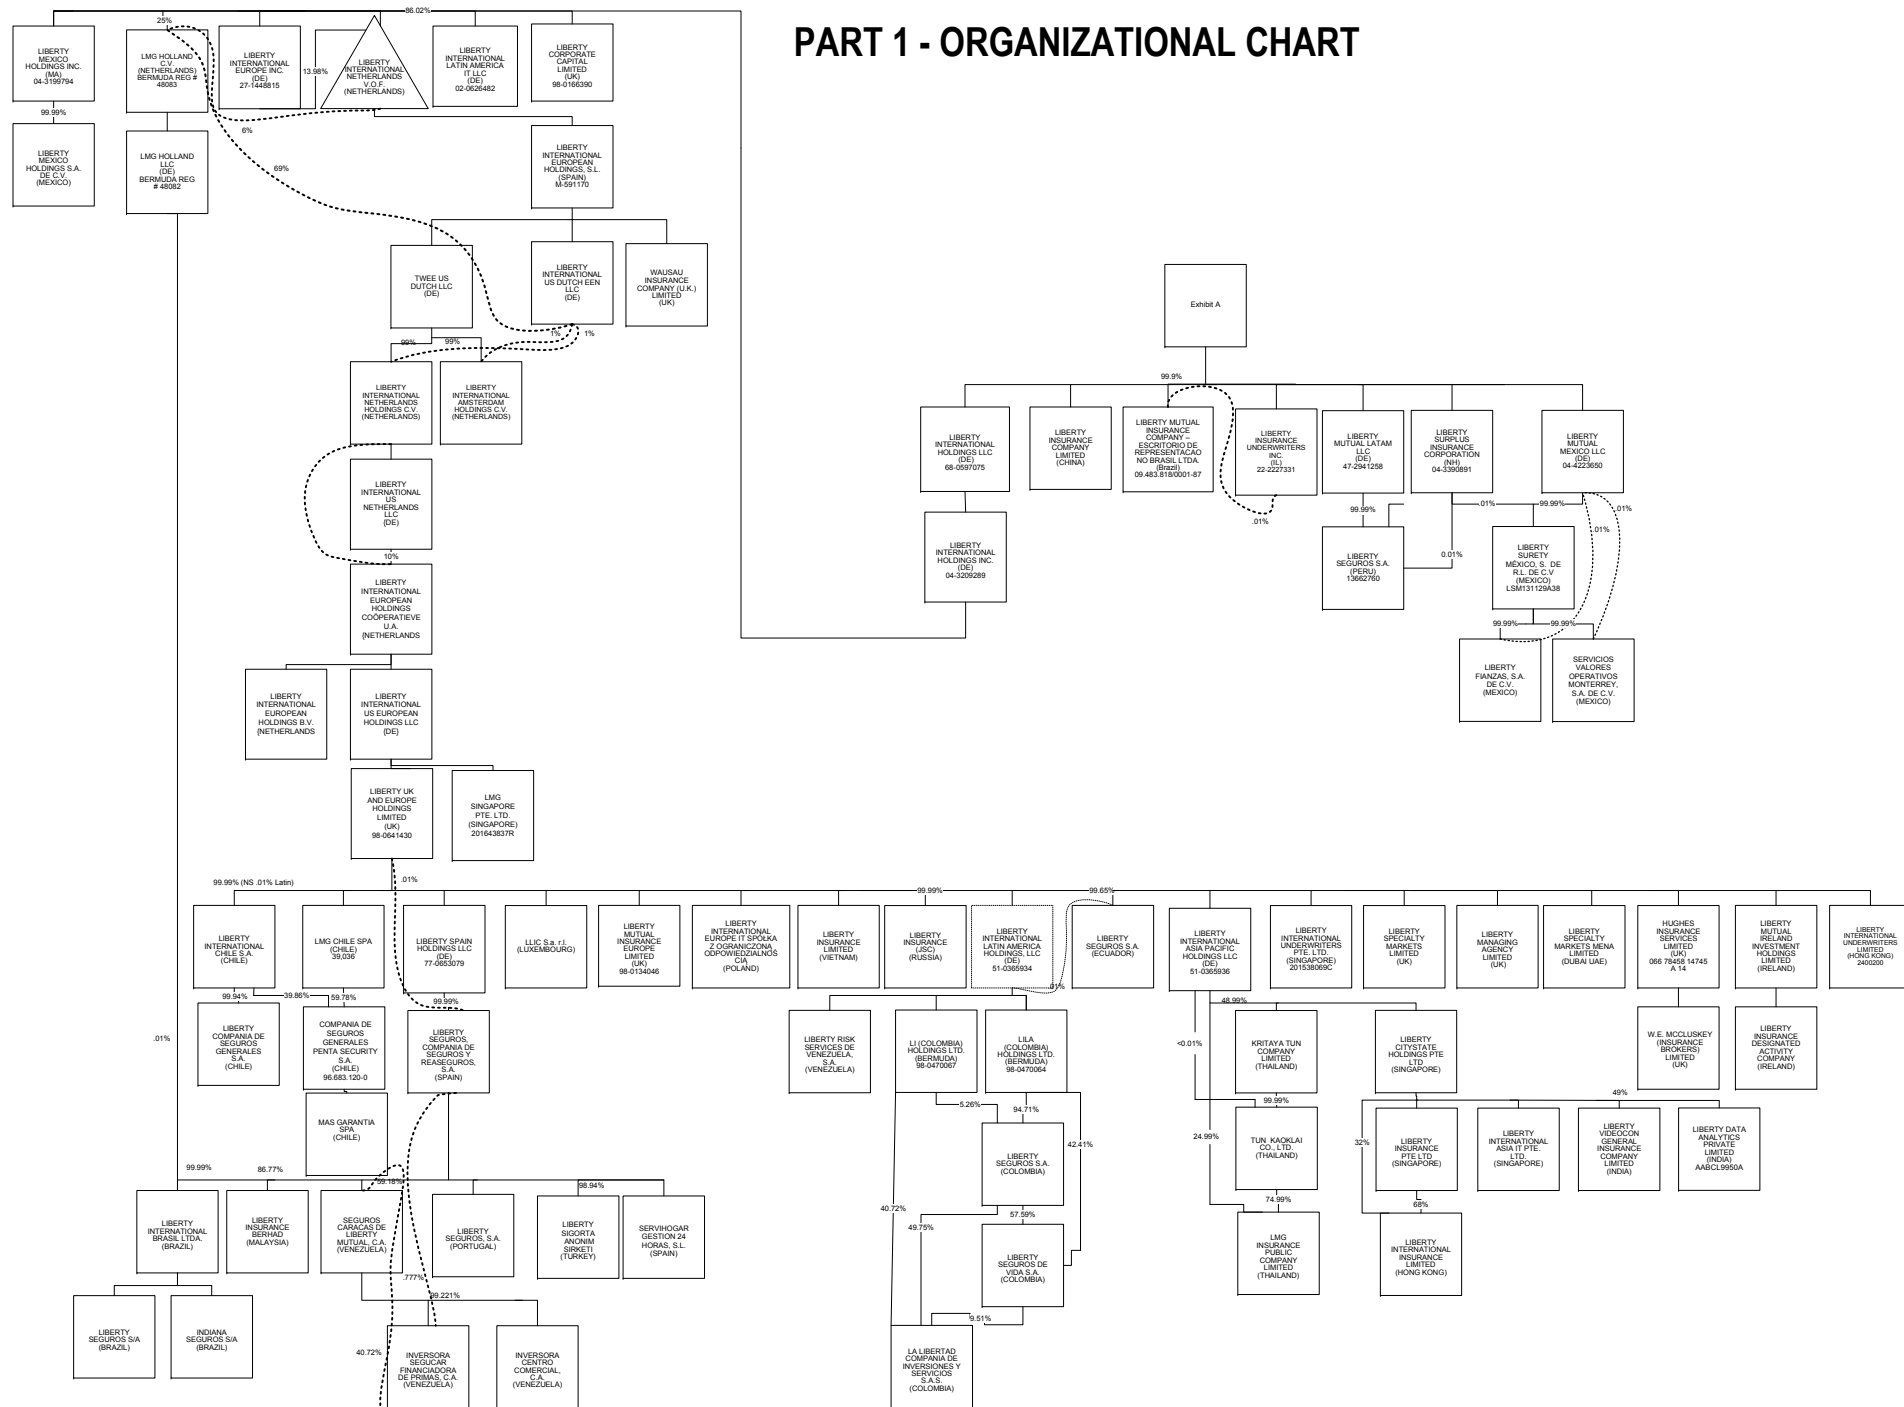 PART 1 - ORGANIZATIONAL CHART
86.02%
25%
LIBERTY
MEXICO
HOLDINGS INC.
(MA)
04-3199794
LMG HOLLAND
C.V.
(NETHERLANDS)
BERMUDA REG #
48083
LIBERTY
INTERNATIONAL
EUROPE INC.
(DE)
27-1448815
13.98%
LIBERTY
INTERNATIONAL
NETHERLANDS
V.O.F.
(NETHERLANDS)
LIBERTY
INTERNATIONAL
LATIN AMERICA
IT LLC
(DE)
02-0626482
LIBERTY
CORPORATE
CAPITAL
LIMITED
(UK)
98-0166390
99.99%
6%
69%
LIBERTY
MEXICO
HOLDINGS S.A.
DE C.V.
(MEXICO)
LMG HOLLAND
LLC
(DE)
BERMUDA REG
# 48082
LIBERTY
INTERNATIONAL
EUROPEAN
HOLDINGS, S.L.
(SPAIN)
M-591170
TWEE US
DUTCH LLC
(DE)
LIBERTY
INTERNATIONAL
US DUTCH EEN
LLC
(DE)
WAUSAU
INSURANCE
COMPANY (U.K.)
LIMITED
(UK)
1%
1%
99%
99%
LIBERTY
INTERNATIONAL
NETHERLANDS
HOLDINGS C.V.
(NETHERLANDS)
LIBERTY
INTERNATIONAL
AMSTERDAM
HOLDINGS C.V.
(NETHERLANDS)
LIBERTY
INTERNATIONAL
US
NETHERLANDS
LLC
(DE)
10%
LIBERTY
INTERNATIONAL
EUROPEAN
HOLDINGS
COÖPERATIEVE
U.A.
(NETHERLANDS
LIBERTY
INTERNATIONAL
EUROPEAN
HOLDINGS B.V.
(NETHERLANDS
LIBERTY
INTERNATIONAL
US EUROPEAN
HOLDINGS LLC
(DE)
LIBERTY UK
AND EUROPE
HOLDINGS
LIMITED
(UK)
98-0641430
LMG
SINGAPORE
PTE. LTD.
(SINGAPORE)
201643837R
Exhibit A
99.9%
LIBERTY
INTERNATIONAL
HOLDINGS LLC
(DE)
68-0597075
LIBERTY
INSURANCE
COMPANY
LIMITED
(CHINA)
LIBERTY MUTUAL
INSURANCE
COMPANY –
ESCRITORIO DE
REPRESENTACAO
NO BRASIL LTDA.
(Brazil)
09.483.818/0001-87
LIBERTY
INSURANCE
UNDERWRITERS
INC.
(IL)
22-2227331
LIBERTY
MUTUAL LATAM
LLC
(DE)
47-2941258
LIBERTY
SURPLUS
INSURANCE
CORPORATION
(NH)
04-3390891
LIBERTY
MUTUAL
MEXICO LLC
(DE)
04-4223650
.01%
99.99%
.01%
99.99%
.01%
.01%
0.01%
LIBERTY
INTERNATIONAL
HOLDINGS INC.
(DE)
04-3209289
LIBERTY
SEGUROS S.A.
(PERU)
13662760
LIBERTY
SURETY
MÉXICO, S. DE
R.L. DE C.V
(MEXICO)
LSM131129A38
99.99%
99.99%
LIBERTY
FIANZAS, S.A.
DE C.V.
(MEXICO)
SERVICIOS
VALORES
OPERATIVOS
MONTERREY,
S.A. DE C.V.
(MEXICO)
99.99% (NS .01% Latin)
.01%
99.99%
99.65%
LIBERTY
INTERNATIONAL
CHILE S.A.
(CHILE)
LMG CHILE SPA
(CHILE)
39,036
LIBERTY SPAIN
HOLDINGS LLC
(DE)
77-0653079
LLIC S.a. r.l.
(LUXEMBOURG)
LIBERTY
MUTUAL
INSURANCE
EUROPE
LIMITED
(UK)
98-0134046
LIBERTY
INTERNATIONAL
EUROPE IT SPÓŁKA
Z OGRANICZONĄ
ODPOWIEDZIALNOŚ
CIĄ
(POLAND)
LIBERTY
INSURANCE
LIMITED
(VIETNAM)
LIBERTY
INSURANCE
(JSC)
(RUSSIA)
LIBERTY
INTERNATIONAL
LATIN AMERICA
HOLDINGS, LLC
(DE)
51-0365934
LIBERTY
SEGUROS S.A.
(ECUADOR)
LIBERTY
INTERNATIONAL
ASIA PACIFIC
HOLDINGS LLC
(DE)
51-0365936
LIBERTY
INTERNATIONAL
UNDERWRITERS
PTE. LTD.
(SINGAPORE)
201538069C
LIBERTY
SPECIALTY
MARKETS
LIMITED
(UK)
LIBERTY
MANAGING
AGENCY
LIMITED
(UK)
LIBERTY
SPECIALTY
MARKETS MENA
LIMITED
(DUBAI UAE)
HUGHES
INSURANCE
SERVICES
LIMITED
(UK)
066 78458 14745
A 14
LIBERTY
MUTUAL
IRELAND
INVESTMENT
HOLDINGS
LIMITED
(IRELAND)
LIBERTY
INTERNATIONAL
UNDERWRITERS
LIMITED
(HONG KONG)
2400200
99.94%
39.86%
59.78%
99.99%
.01%
48.99%
LIBERTY
COMPANIA DE
SEGUROS
GENERALES
S.A.
(CHILE)
COMPANIA DE
SEGUROS
GENERALES
PENTA SECURITY
S.A.
(CHILE)
96.683.120-0
LIBERTY
SEGUROS,
COMPANIA DE
SEGUROS Y
REASEGUROS,
S.A.
(SPAIN)
LIBERTY RISK
SERVICES DE
VENEZUELA,
S.A.
(VENEZUELA)
LI (COLOMBIA)
HOLDINGS LTD.
(BERMUDA)
98-0470067
LILA
(COLOMBIA)
HOLDINGS LTD.
(BERMUDA)
98-0470064
<0.01%
KRITAYA TUN
COMPANY
LIMITED
(THAILAND)
LIBERTY
CITYSTATE
HOLDINGS PTE
LTD
(SINGAPORE)
W.E. MCCLUSKEY
(INSURANCE
BROKERS)
LIMITED
(UK)
LIBERTY
INSURANCE
DESIGNATED
ACTIVITY
COMPANY
(IRELAND)
.01%
MAS GARANTIA
SPA
(CHILE)
5.26%
94.71%
42.41%
99.99%
24.99%
49%
32%
LIBERTY
SEGUROS S.A.
(COLOMBIA)
TUN KAOKLAI
CO., LTD.
(THAILAND)
LIBERTY
INSURANCE
PTE LTD
(SINGAPORE)
LIBERTY
INTERNATIONAL
ASIA IT PTE.
LTD.
(SINGAPORE)
LIBERTY
VIDEOCON
GENERAL
INSURANCE
COMPANY
LIMITED
(INDIA)
LIBERTY DATA
ANALYTICS
PRIVATE
LIMITED
(INDIA)
AABCL9950A
99.99%
86.77%
59.18%
98.94%
40.72%
49.75%
57.59%
74.99%
68%
LIBERTY
INTERNATIONAL
BRASIL LTDA.
(BRAZIL)
LIBERTY
INSURANCE
BERHAD
(MALAYSIA)
SEGUROS
CARACAS DE
LIBERTY
MUTUAL, C.A.
(VENEZUELA)
LIBERTY
SEGUROS, S.A.
(PORTUGAL)
LIBERTY
SIGORTA
ANONIM
SIRKETI
(TURKEY)
SERVIHOGAR
GESTION 24
HORAS, S.L.
(SPAIN)
LIBERTY
SEGUROS DE
VIDA S.A.
(COLOMBIA)
LMG
INSURANCE
PUBLIC
COMPANY
LIMITED
(THAILAND)
LIBERTY
INTERNATIONAL
INSURANCE
LIMITED
(HONG KONG)
.777%
99.221%
9.51%
40.72%
LIBERTY
SEGUROS S/A
(BRAZIL)
INDIANA
SEGUROS S/A
(BRAZIL)
INVERSORA
SEGUCAR
FINANCIADORA
DE PRIMAS, C.A.
(VENEZUELA)
INVERSORA
CENTRO
COMERCIAL,
C.A.
(VENEZUELA)
LA LIBERTAD
COMPANIA DE
INVERSIONES Y
SERVICIOS
S.A.S.
(COLOMBIA)